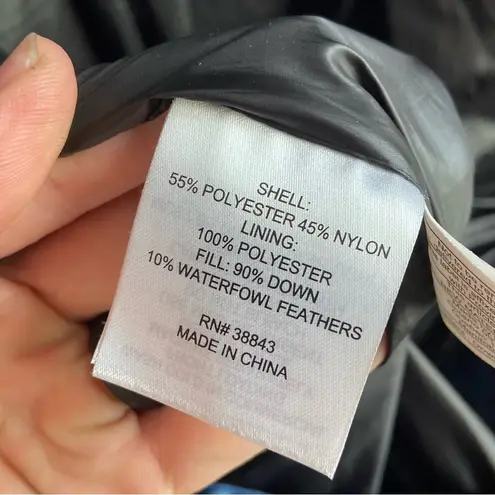 SHELL:
55% POLYESTER 45% NYLON
LINING:
100% POLYESTER
FILL: 90% DOWN
10% WATERFOWL FEATHERS
RN# 38843
MADE IN CHINA